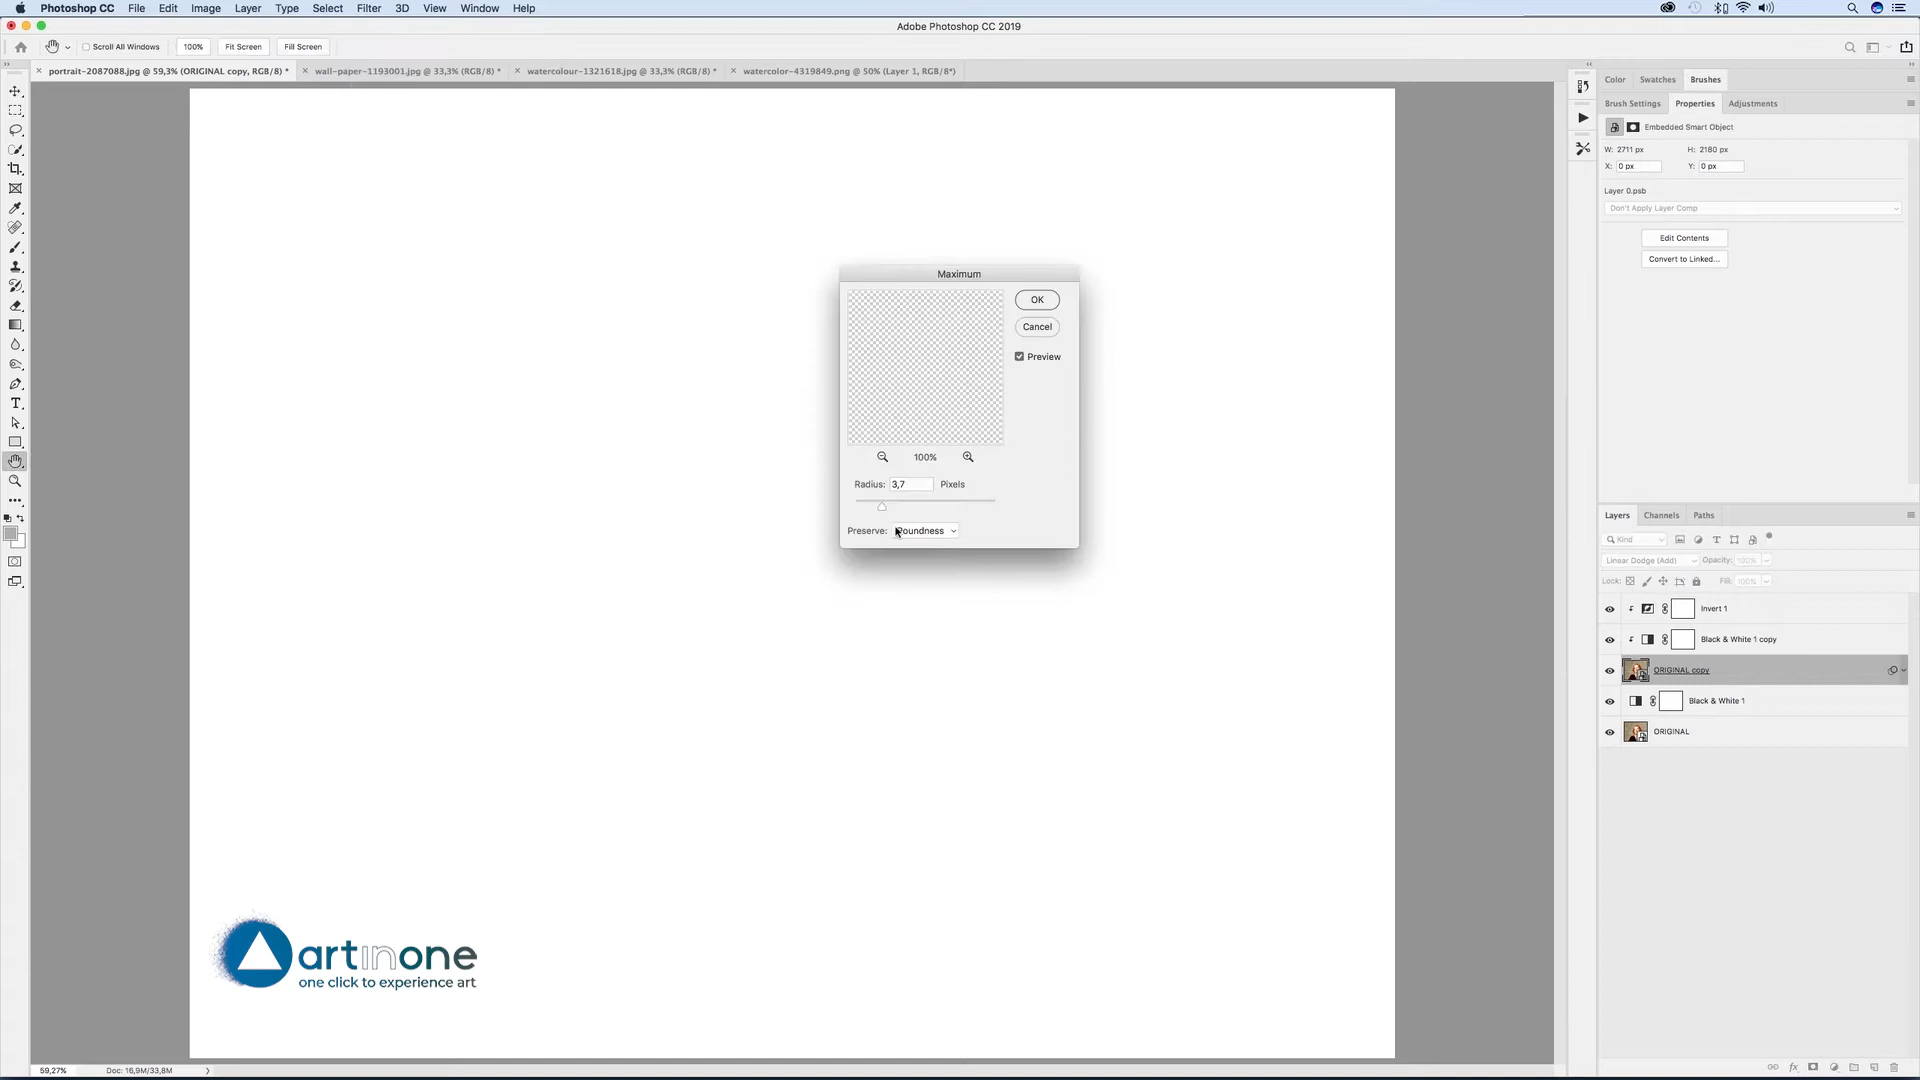 Photoshop CC File Edit Image Layer Type Select Filter 3D View Window Help
Adobe Photoshop CC 2019
Scroll All Windows 100% Fit Screen Fill Screen
portrait-2087088.jpg @ 59,3% (ORIGINAL copy, RGB/8) *
wall-paper-1193001.jpg @ 33,3% (RGB/8) *
watercolour-1321618.jpg @ 33,3% (RGB/8) *
watercolor-4319849.png @ 50% (Layer 1, RGB/8*)
Color Swatches Brushes
Brush Settings Properties Adjustments
Embedded Smart Object
W: 2711 px H: 2180 px
X: 0 px Y: 0 px
Layer 0.psb
Don't Apply Layer Comp
Edit Contents
Convert to Linked...
Maximum
OK
Cancel
Preview
100%
Radius: 3,7 Pixels
Preserve: Roundness
Layers Channels Paths
Kind
Linear Dodge (Add) Opacity: 100%
Lock: Fill: 100%
Invert 1
Black & White 1 copy
ORIGINAL copy
Black & White 1
ORIGINAL
artinone
one click to experience art
59,27% Doc: 16,9M/33,8M